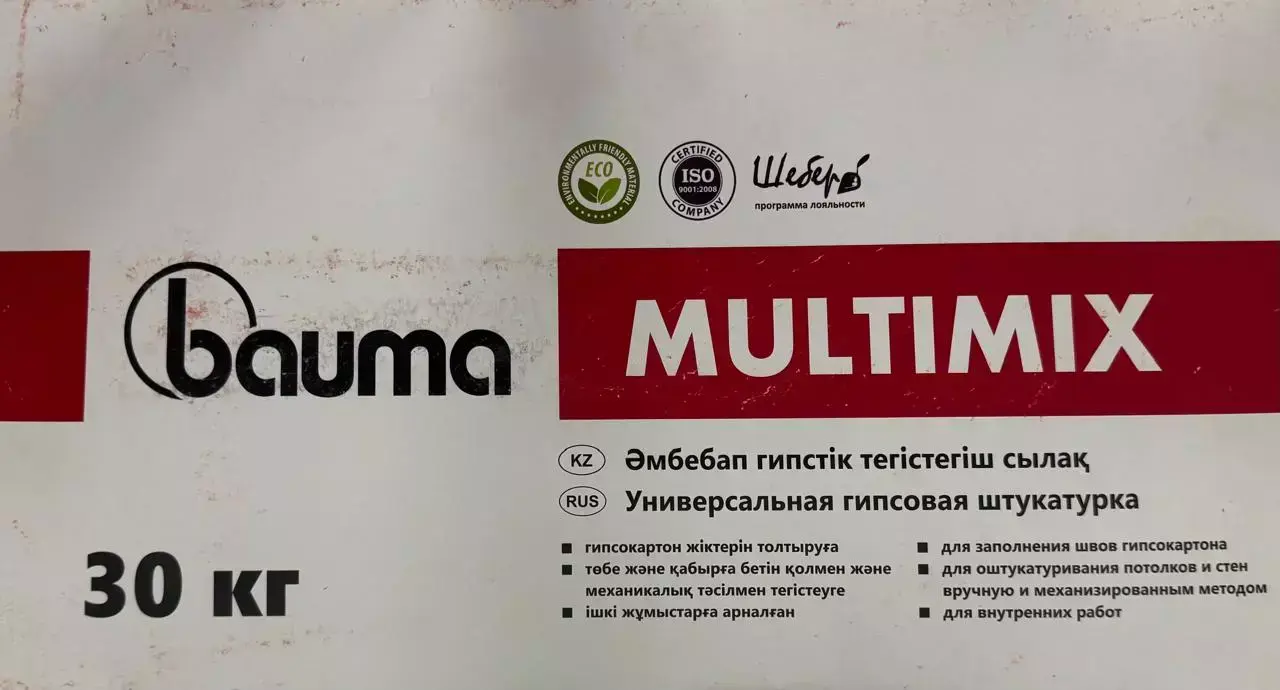 ENVIRONMENTALLY FRIENDLY MATERIAL
ECO
CERTIFIED
ISO
9001:2008
COMPANY
Шебер
программа лояльности
bauma
MULTIMIX
KZ Әмбебап гипстік тегістегіш сылақ
RUS Универсальная гипсовая штукатурка
30 кг
■ гипсокартон жіктерін толтыруға
■ төбе және қабырға бетін қолмен және
механикалық тәсілмен тегістеуге
■ ішкі жұмыстарға арналған
■ для заполнения швов гипсокартона
■ для оштукатуривания потолков и стен
вручную и механизированным методом
■ для внутренних работ